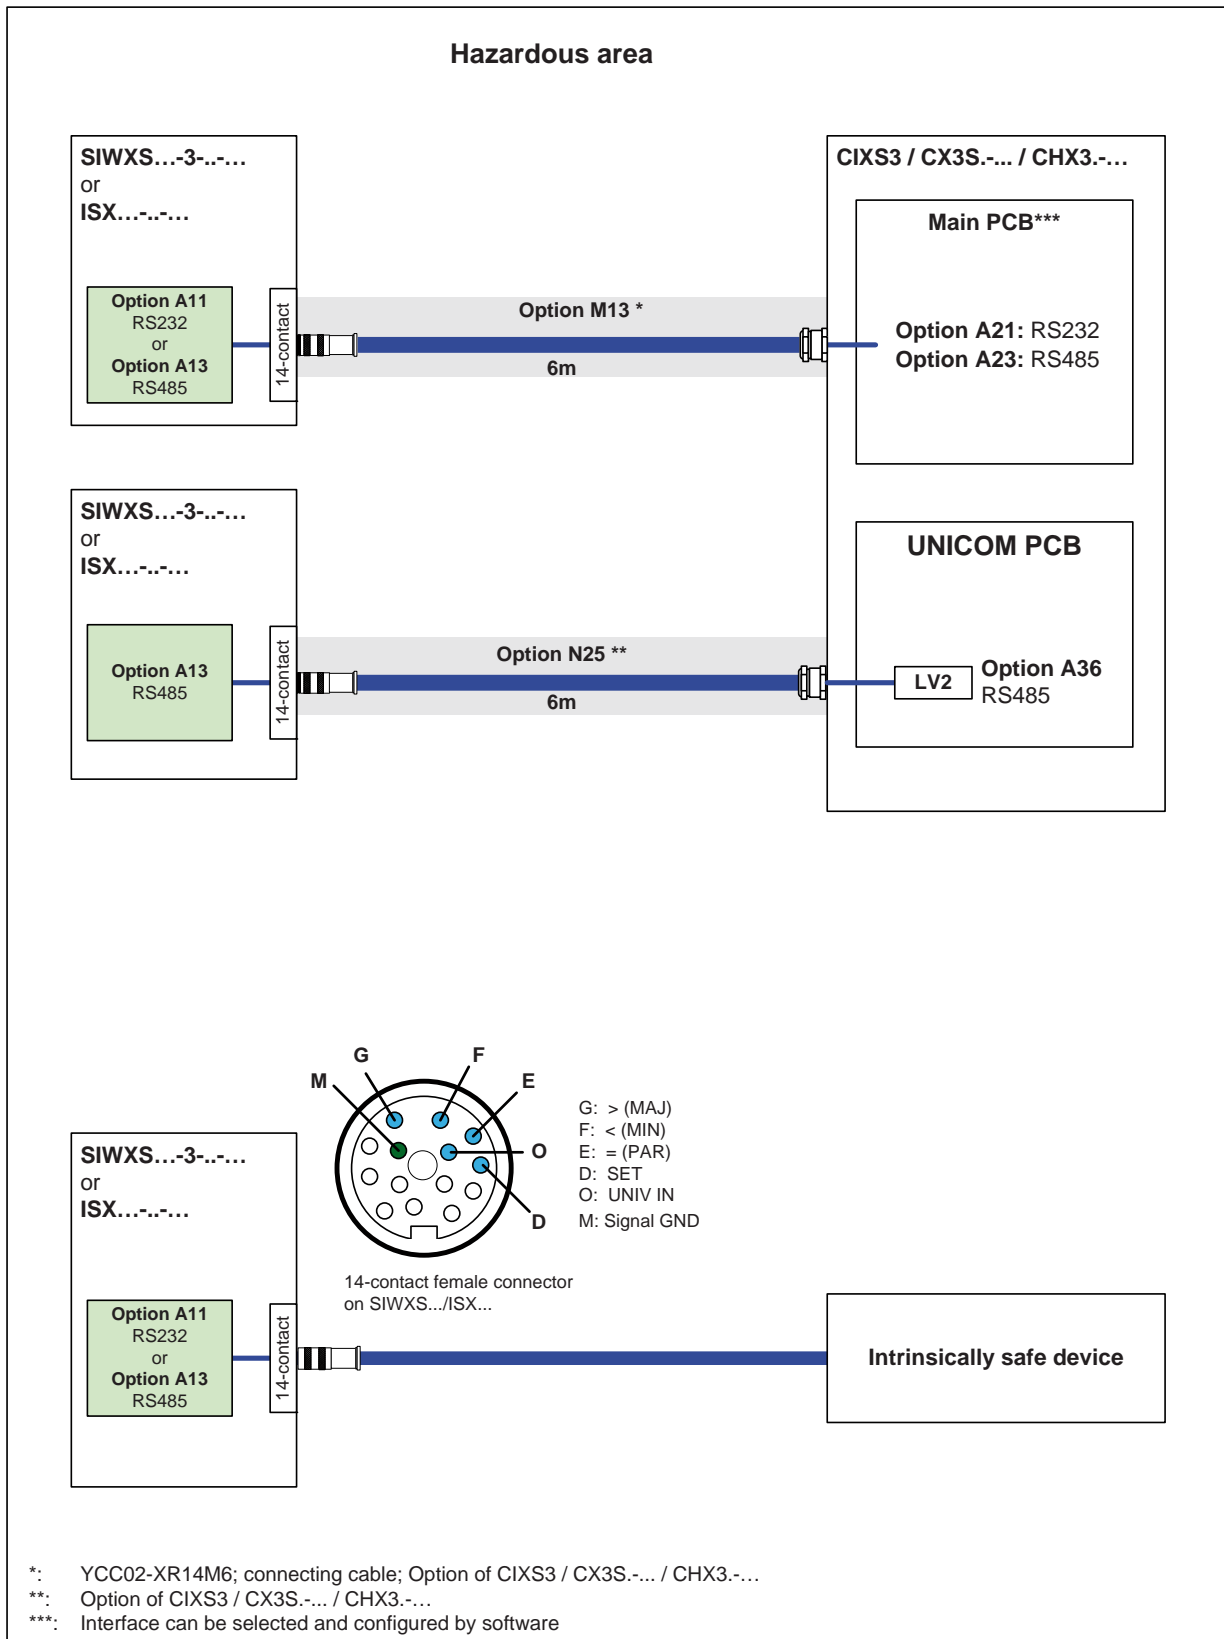 Hazardous area
SIWXS…-3-..-…
or
ISX…-..-…
Option A11
RS232
or
Option A13
RS485
14-contact
Option M13 *
6m
CIXS3 / CX3S.-... / CHX3.-…
Main PCB***
Option A21: RS232
Option A23: RS485
SIWXS…-3-..-…
or
ISX…-..-…
Option A13
RS485
14-contact
Option N25 **
6m
UNICOM PCB
LV2
Option A36
RS485
G
F
M
E
O
D
G: > (MAJ)
F: < (MIN)
E: = (PAR)
D: SET
O: UNIV IN
M: Signal GND
14-contact female connector
on SIWXS.../ISX...
SIWXS…-3-..-…
or
ISX…-..-…
Option A11
RS232
or
Option A13
RS485
14-contact
Intrinsically safe device
*: YCC02-XR14M6; connecting cable; Option of CIXS3 / CX3S.-... / CHX3.-…
**: Option of CIXS3 / CX3S.-... / CHX3.-…
***: Interface can be selected and configured by software